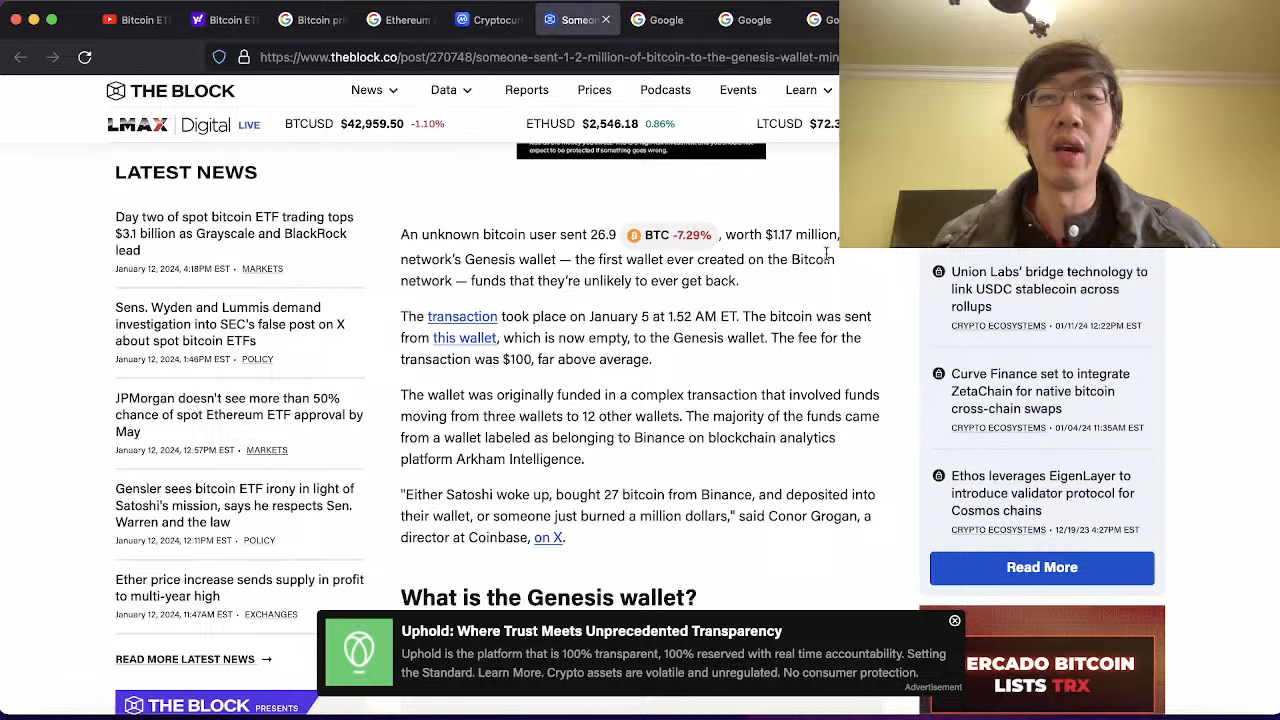 Bitcoin ET
Bitcoin ET
Bitcoin pri
Ethereum
Cryptocur
Someon
Google
Google
Go
https://www.theblock.co/post/270748/someone-sent-1-2-million-of-bitcoin-to-the-genesis-wallet-min
THE BLOCK
News
Data
Reports
Prices
Podcasts
Events
Learn
LMAX Digital LIVE
BTCUSD $42,959.50 -1.10%
ETHUSD $2,546.18 0.86%
LTCUSD $72.3
expect to be protected if something goes wrong.
LATEST NEWS
Day two of spot bitcoin ETF trading tops
$3.1 billion as Grayscale and BlackRock
lead
January 12, 2024, 4:18PM EST • MARKETS
Sens. Wyden and Lummis demand
investigation into SEC's false post on X
about spot bitcoin ETFs
January 12, 2024, 1:46PM EST • POLICY
JPMorgan doesn't see more than 50%
chance of spot Ethereum ETF approval by
May
January 12, 2024, 12:57PM EST • MARKETS
Gensler sees bitcoin ETF irony in light of
Satoshi's mission, says he respects Sen.
Warren and the law
January 12, 2024, 12:11PM EST • POLICY
Ether price increase sends supply in profit
to multi-year high
January 12, 2024, 11:47AM EST • EXCHANGES
READ MORE LATEST NEWS →
THE BLOCK PRESENTS
An unknown bitcoin user sent 26.9 BTC -7.29% , worth $1.17 million,
network's Genesis wallet — the first wallet ever created on the Bitcoin
network — funds that they're unlikely to ever get back.
The transaction took place on January 5 at 1.52 AM ET. The bitcoin was sent
from this wallet, which is now empty, to the Genesis wallet. The fee for the
transaction was $100, far above average.
The wallet was originally funded in a complex transaction that involved funds
moving from three wallets to 12 other wallets. The majority of the funds came
from a wallet labeled as belonging to Binance on blockchain analytics
platform Arkham Intelligence.
"Either Satoshi woke up, bought 27 bitcoin from Binance, and deposited into
their wallet, or someone just burned a million dollars," said Conor Grogan, a
director at Coinbase, on X.
What is the Genesis wallet?
Union Labs' bridge technology to
link USDC stablecoin across
rollups
CRYPTO ECOSYSTEMS • 01/11/24 12:22PM EST
Curve Finance set to integrate
ZetaChain for native bitcoin
cross-chain swaps
CRYPTO ECOSYSTEMS • 01/04/24 11:35AM EST
Ethos leverages EigenLayer to
introduce validator protocol for
Cosmos chains
CRYPTO ECOSYSTEMS • 12/19/23 4:27PM EST
Read More
Uphold: Where Trust Meets Unprecedented Transparency
Uphold is the platform that is 100% transparent, 100% reserved with real time accountability. Setting
the Standard. Learn More. Crypto assets are volatile and unregulated. No consumer protection.
Advertisement
ERCADO BITCOIN
LISTS TRX